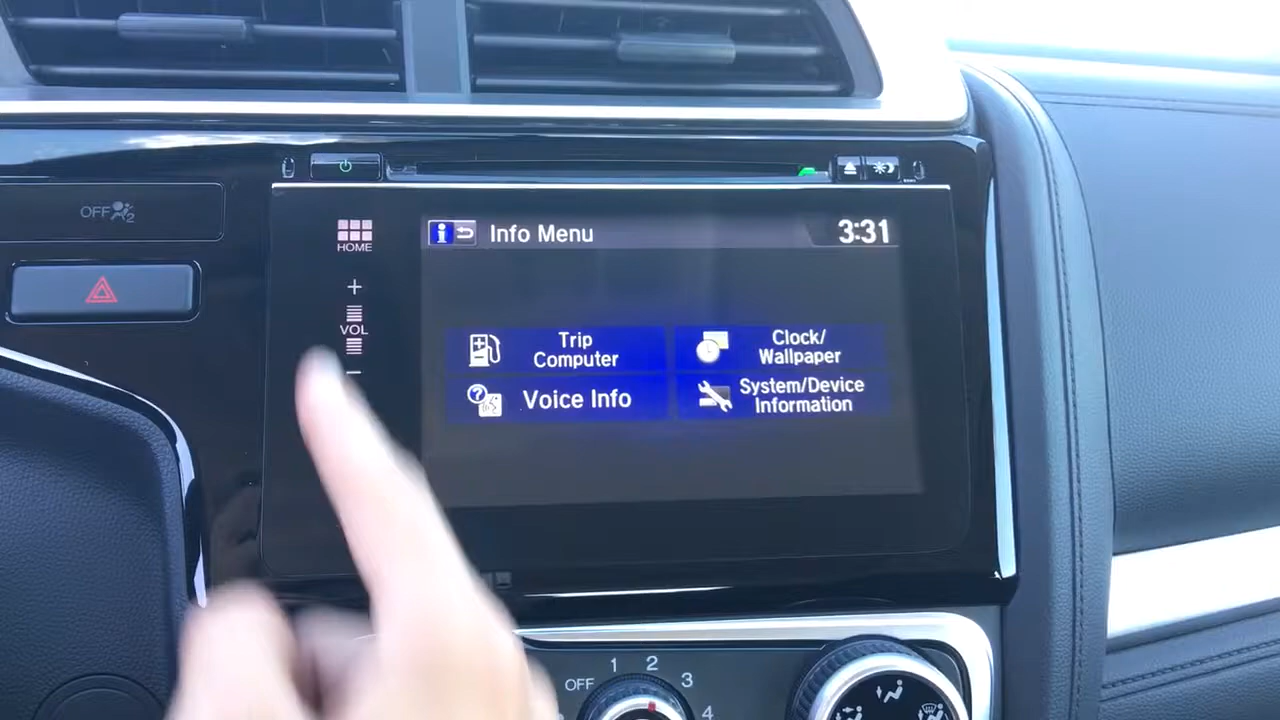 OFF
2
HOME
+
VOL
−
i
Info Menu
3:31
Trip
Computer
Clock/
Wallpaper
Voice Info
System/Device
Information
OFF
1
2
3
4